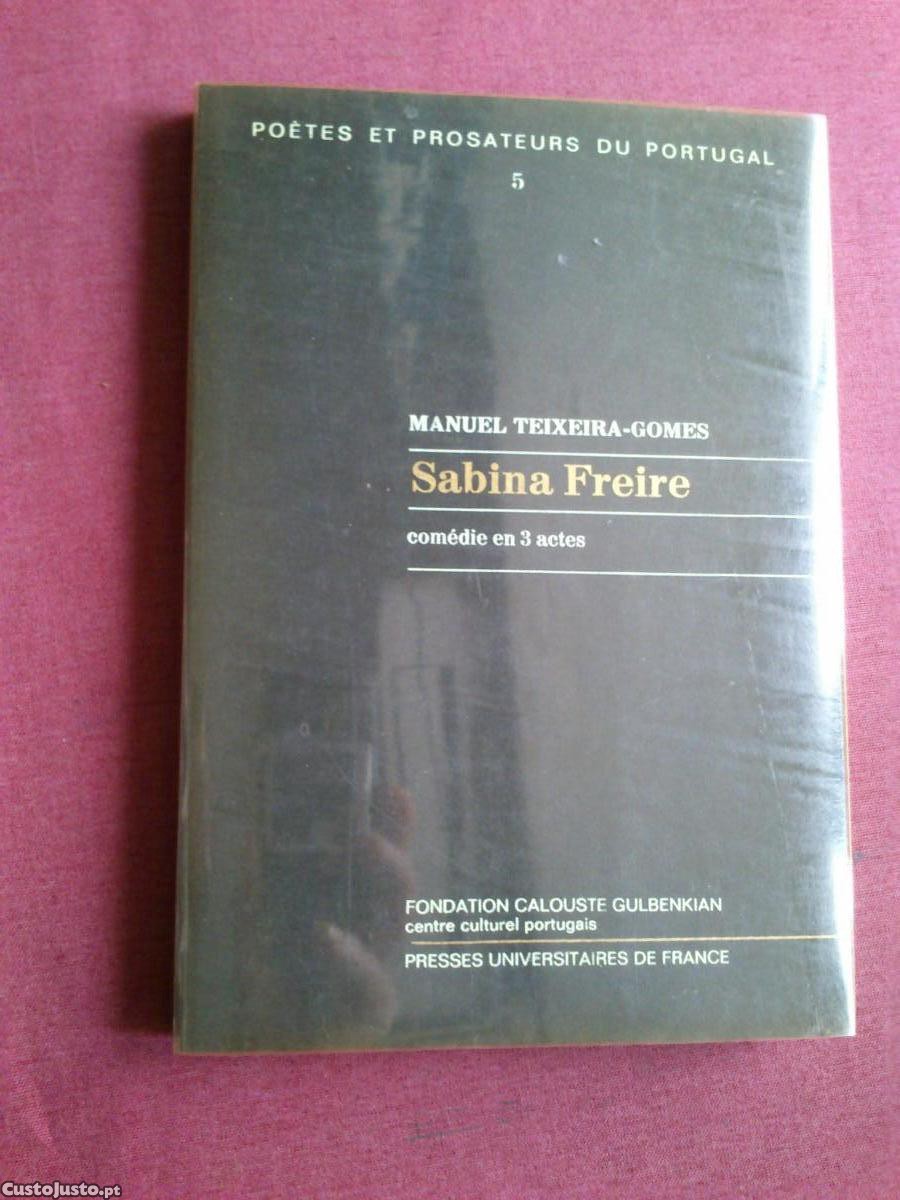 POÈTES ET PROSATEURS DU PORTUGAL
5
MANUEL TEIXEIRA-GOMES
Sabina Freire
comédie en 3 actes
FONDATION CALOUSTE GULBENKIAN
centre culturel portugais
PRESSES UNIVERSITAIRES DE FRANCE
CustoJusto.pt